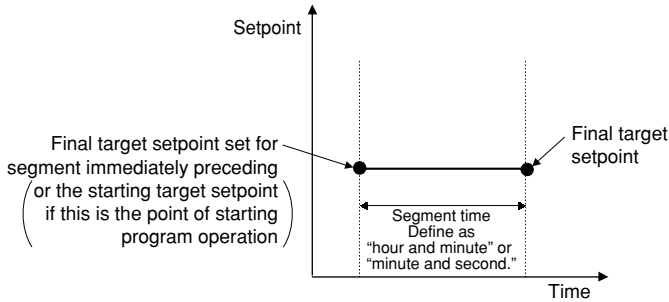 Setpoint
Final target setpoint set for
segment immediately preceding
(or the starting target setpoint
if this is the point of starting
program operation)
Final target
setpoint
Segment time
Define as
“hour and minute” or
“minute and second.”
Time